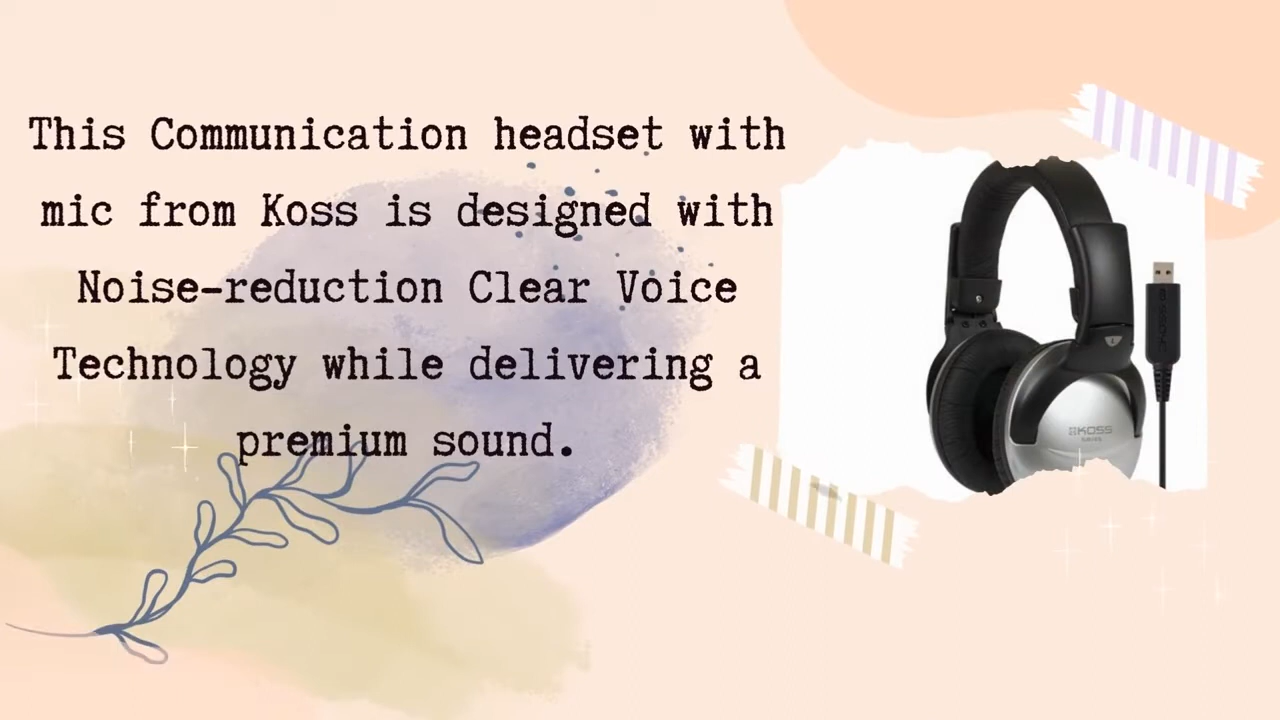 This Communication headset with
mic from Koss is designed with
Noise-reduction Clear Voice
Technology while delivering a
premium sound.
KOSS
KOSS